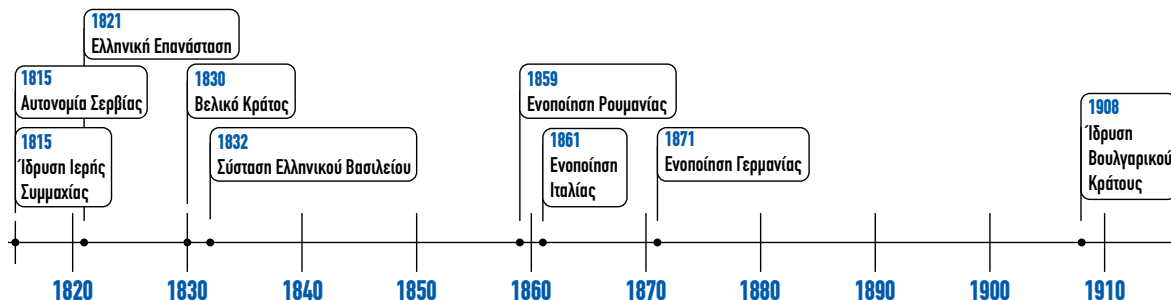 1821
Ελληνική Επανάσταση
1815
Αυτονομία Σερβίας
1830
Βελικό Κράτος
1859
Ενοποίηση Ρουμανίας
1908
Ίδρυση
Βουλγαρικού
Κράτους
1815
Ίδρυση Ιερής
Συμμαχίας
1832
Σύσταση Ελληνικού Βασιλείου
1861
Ενοποίηση
Ιταλίας
1871
Ενοποίηση Γερμανίας
1820 1830 1840 1850 1860 1870 1880 1890 1900 1910